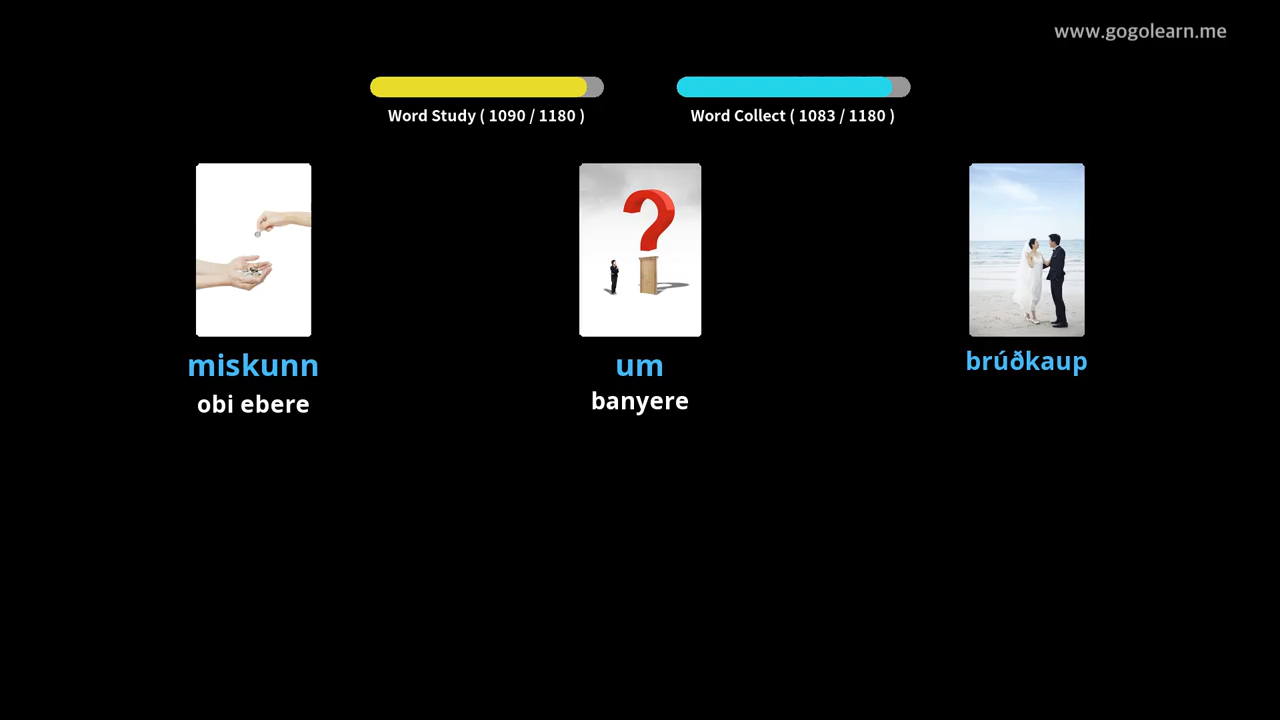 www.gogolearn.me
Word Study ( 1090 / 1180 )
Word Collect ( 1083 / 1180 )
miskunn
obi ebere
um
banyere
brúðkaup